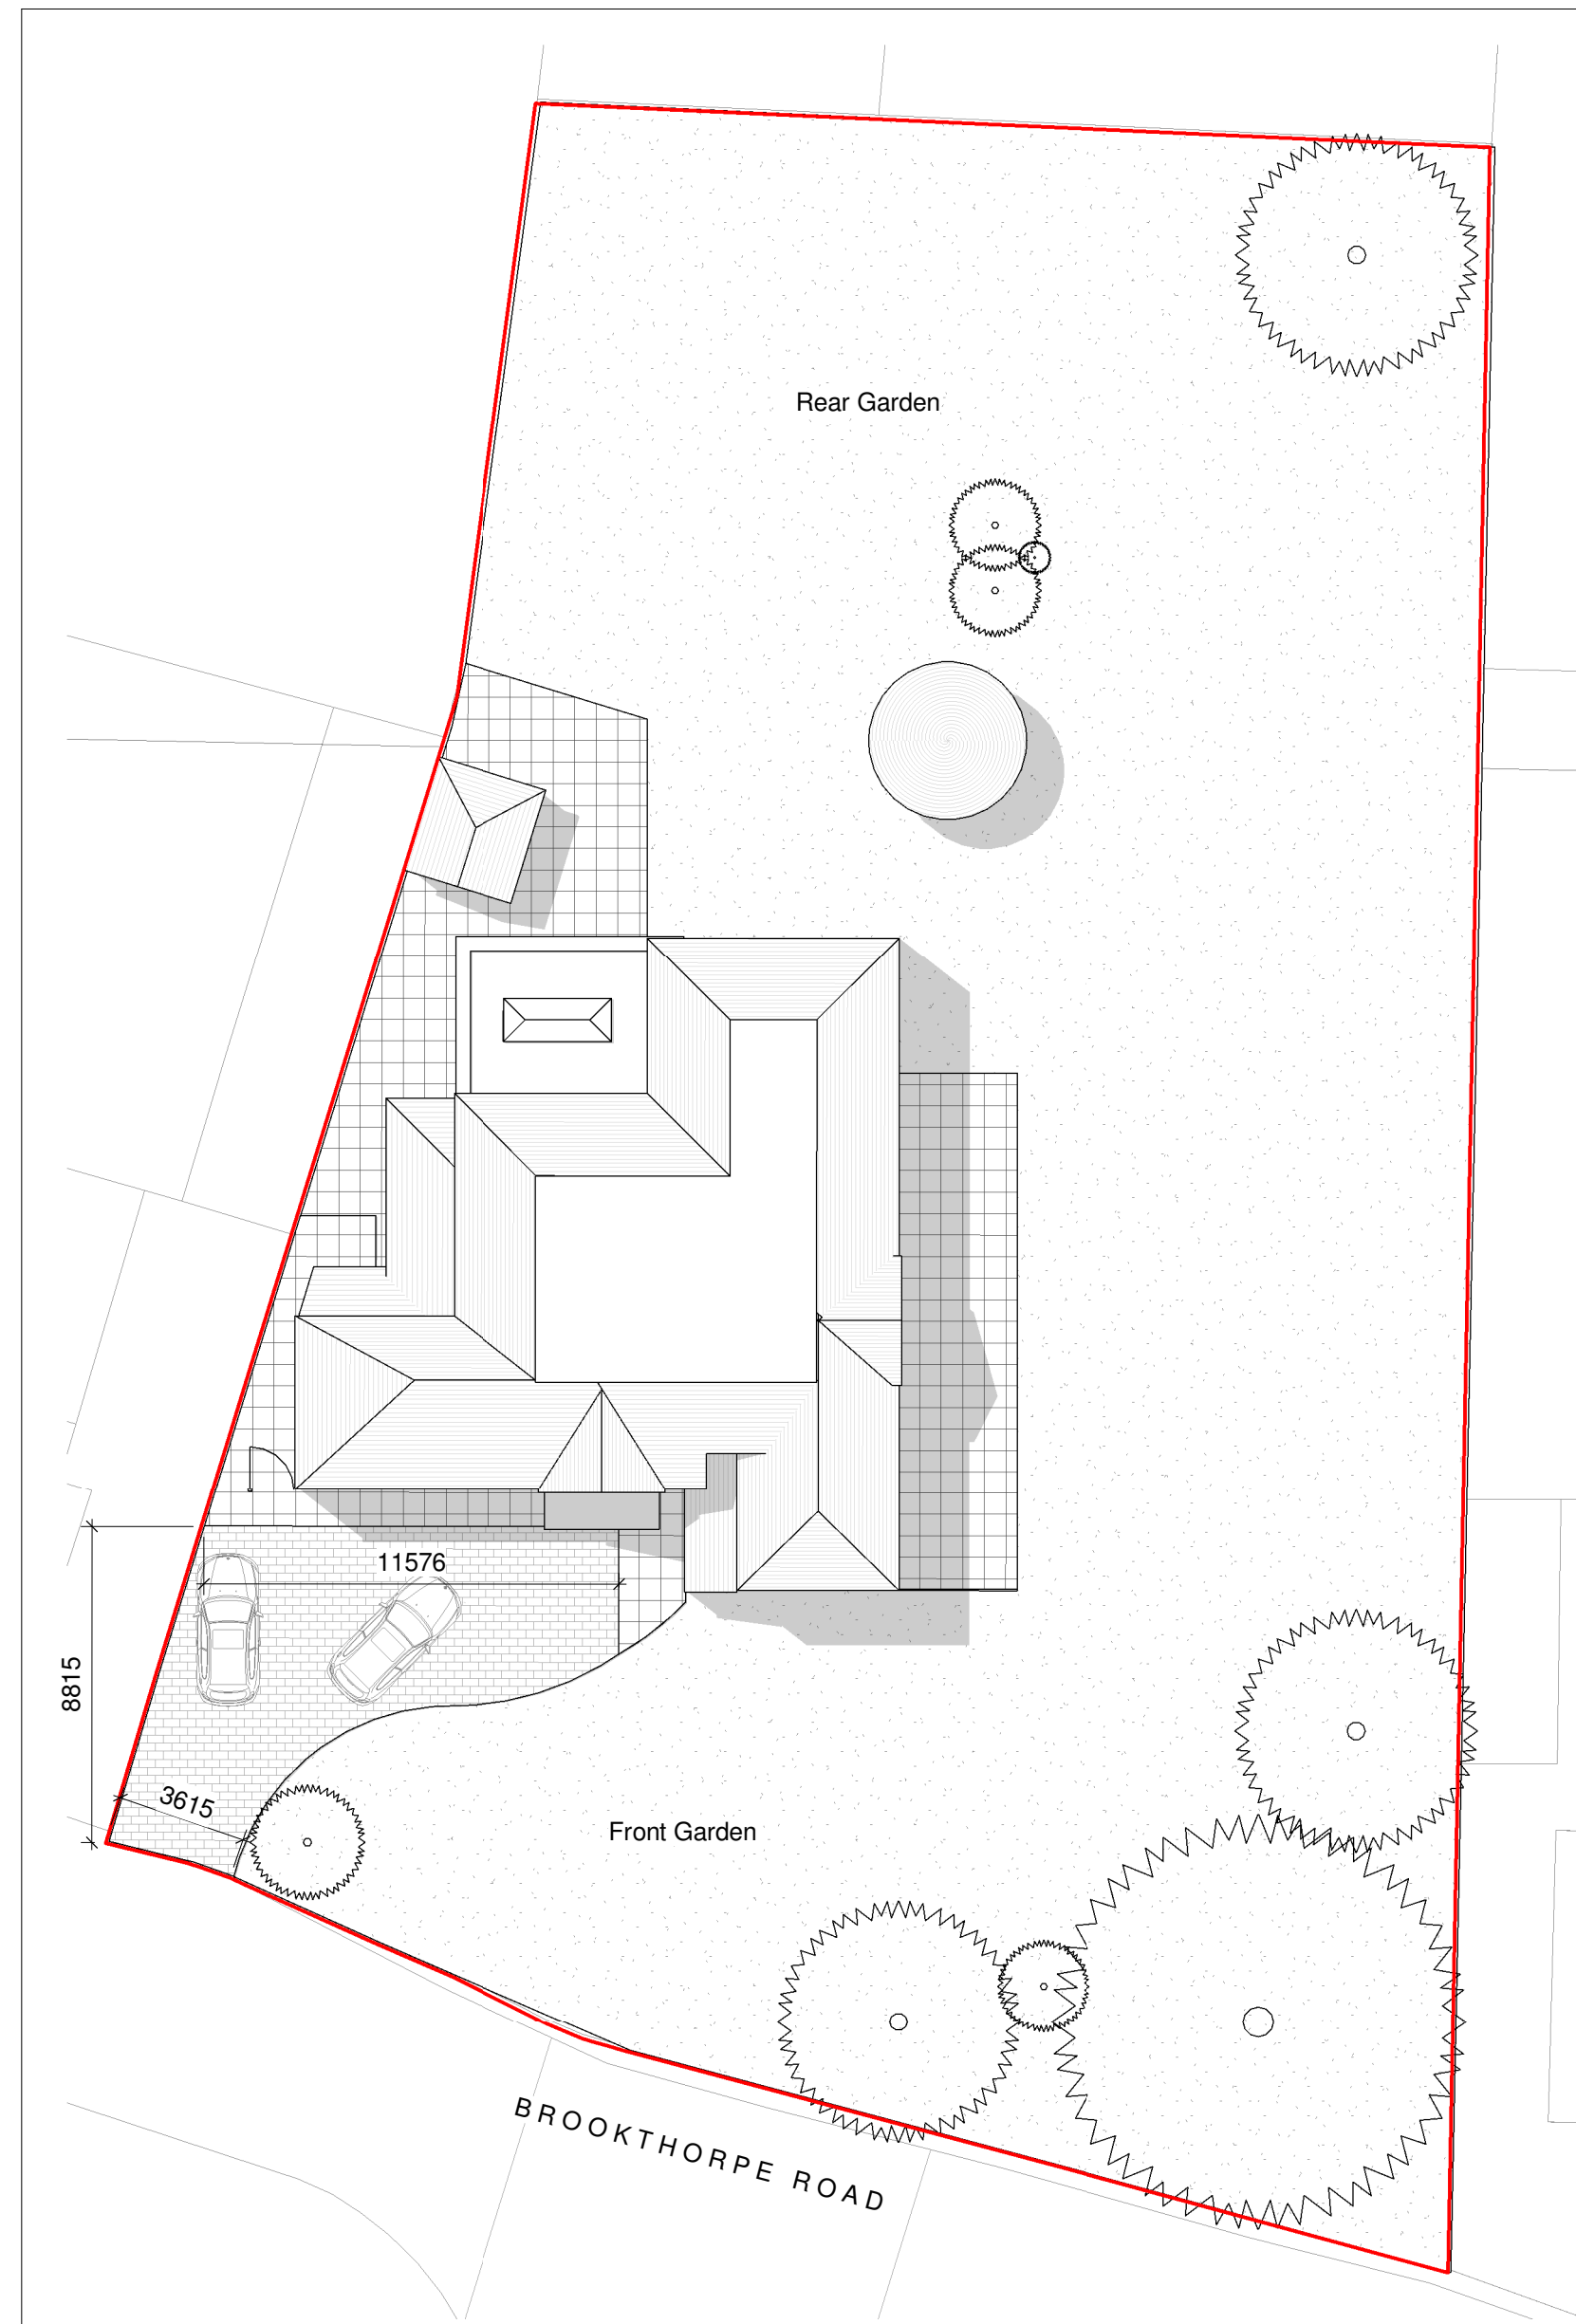 Rear Garden
11576
8815
3615
Front Garden
BROOKTHORPE ROAD